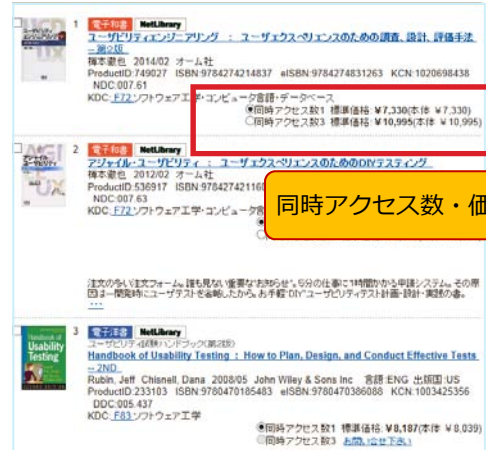 1 電子和書 NetLibrary
ユーザビリティエンジニアリング : ユーザエクスペリエンスのための調査、設計、評価手法
-- 第2版
樽本徹也 2014/02 オーム社
ProductID:749027 ISBN:9784274214837 eISBN:9784274831263 KCN:1020698438
NDC:007.61
KDC: F72 ソフトウェア工学・コンピュータ言語・データベース
同時アクセス数1 標準価格: ¥7,330(本体 ¥7,330)
同時アクセス数3 標準価格: ¥10,995(本体 ¥10,995)
2 電子和書 NetLibrary
アジャイル・ユーザビリティ : ユーザエクスペリエンスのためのDIYテスティング
樽本徹也 2012/02 オーム社
ProductID:536917 ISBN:978427421160
NDC:007.63
KDC: F72 ソフトウェア工学・コンピュータ言
同時アクセス数・価
注文の多い注文フォーム。誰も見ない重要な“お知らせ”。5分の仕事に1時間かかる申請システム。その原
因は―開発時にユーザテストを省略したから。お手軽“DIY”ユーザビリティテスト計画・設計・実践の書。
...
3 電子洋書 NetLibrary
ユーザビリティ試験ハンドブック(第2版)
Handbook of Usability Testing : How to Plan, Design, and Conduct Effective Tests
-- 2ND
Rubin, Jeff Chisnell, Dana 2008/05 John Wiley & Sons Inc 言語:ENG 出版国:US
ProductID:233103 ISBN:9780470185483 eISBN:9780470386088 KCN:1003425356
DDC:005.437
KDC: F83 ソフトウェア工学
同時アクセス数1 標準価格: ¥8,187(本体 ¥8,039)
同時アクセス数3 お問い合せ下さい
Handbook of
Usability
Testing